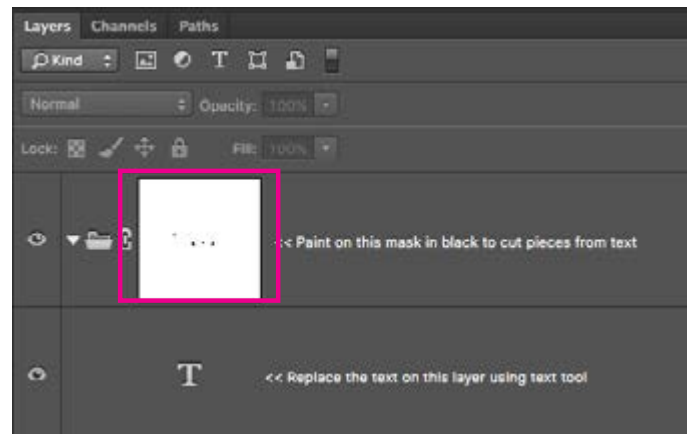 Layers Channels Paths
Kind T
Normal Opacity: 100%
Lock: Fill: 100%
<< Paint on this mask in black to cut pieces from text
T << Replace the text on this layer using text tool